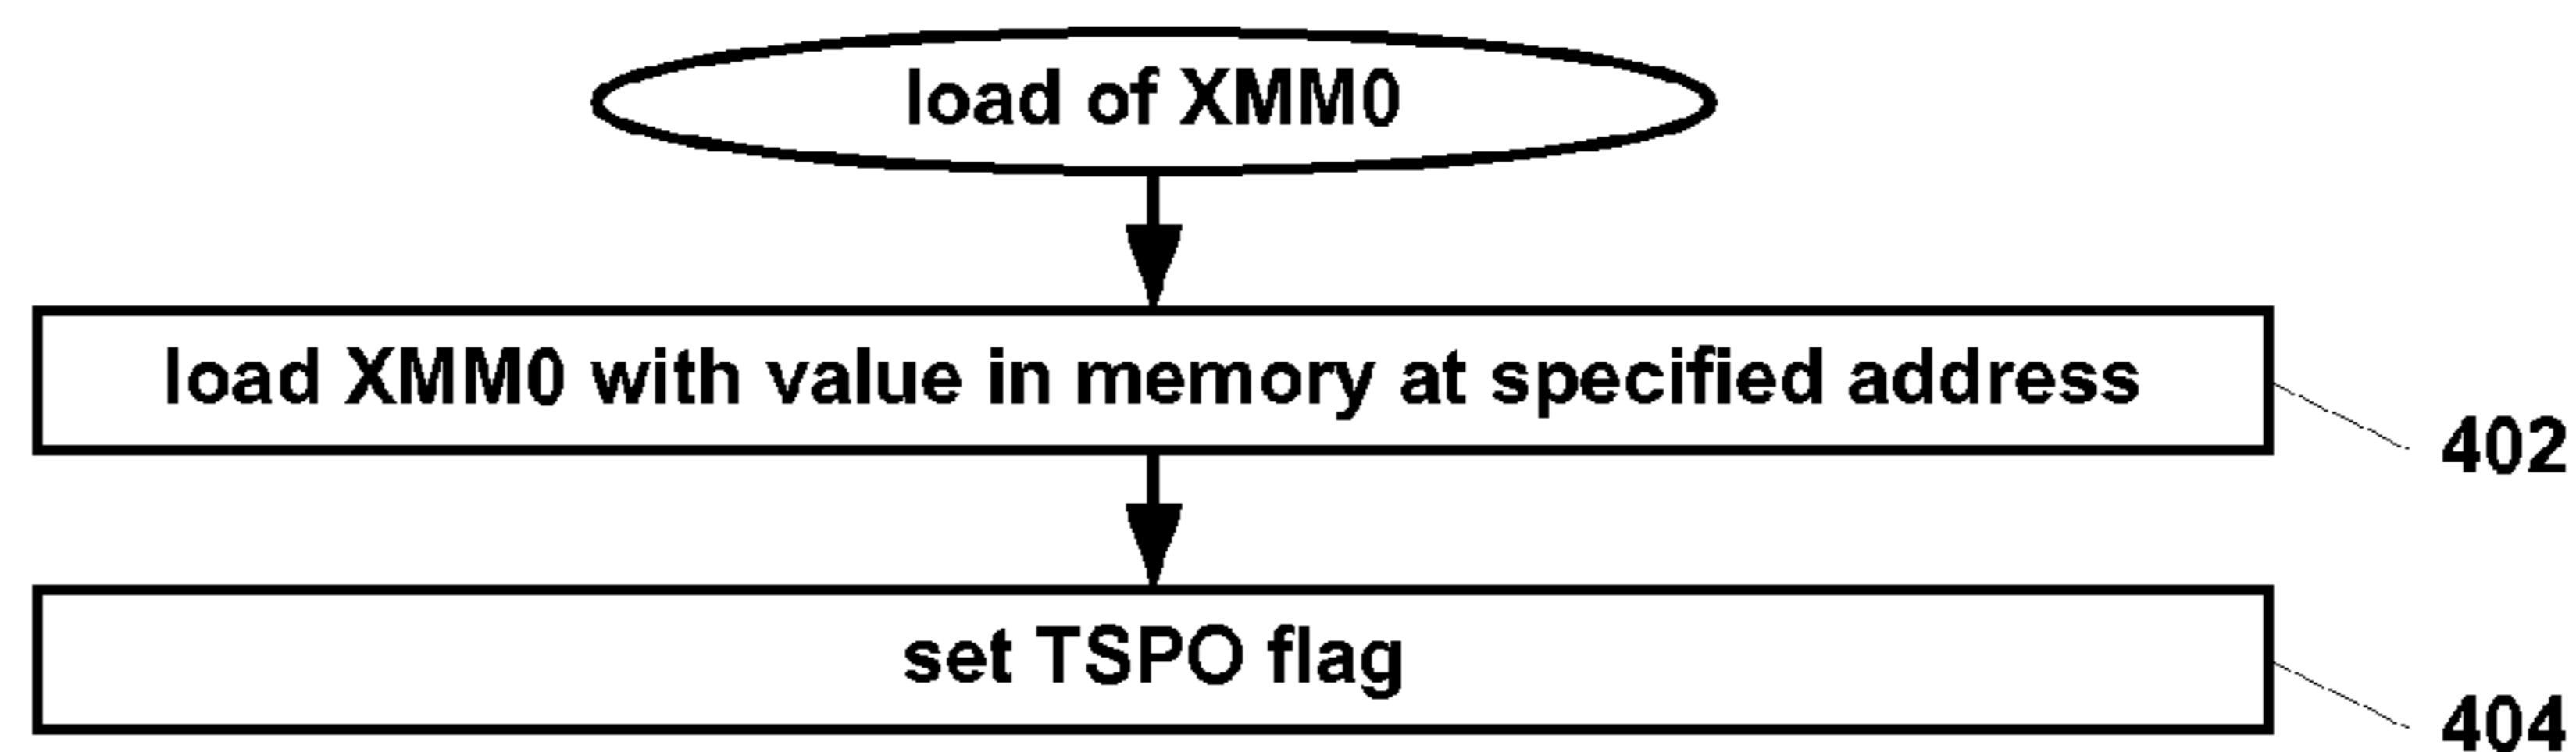 load of XMM0
load XMM0 with value in memory at specified address
402
set TSPO flag
404